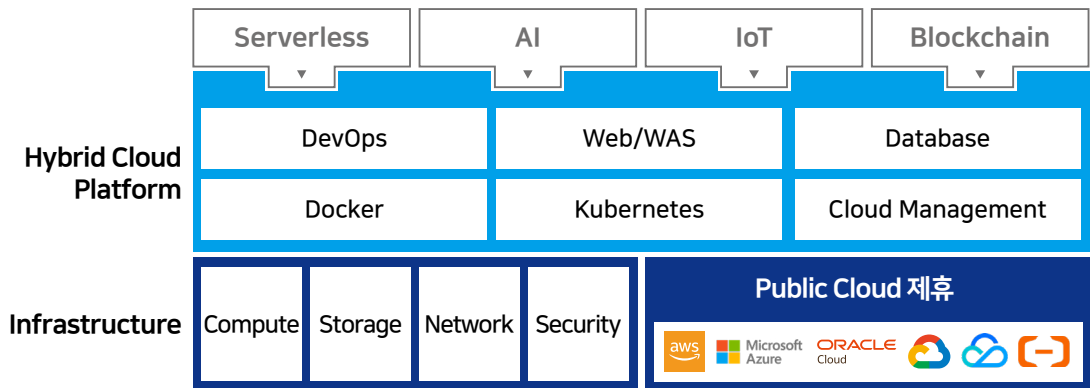 Serverless
AI
IoT
Blockchain
Hybrid Cloud
Platform
DevOps
Web/WAS
Database
Docker
Kubernetes
Cloud Management
Infrastructure
Compute
Storage
Network
Security
Public Cloud 제휴
aws
Microsoft
Azure
ORACLE
Cloud